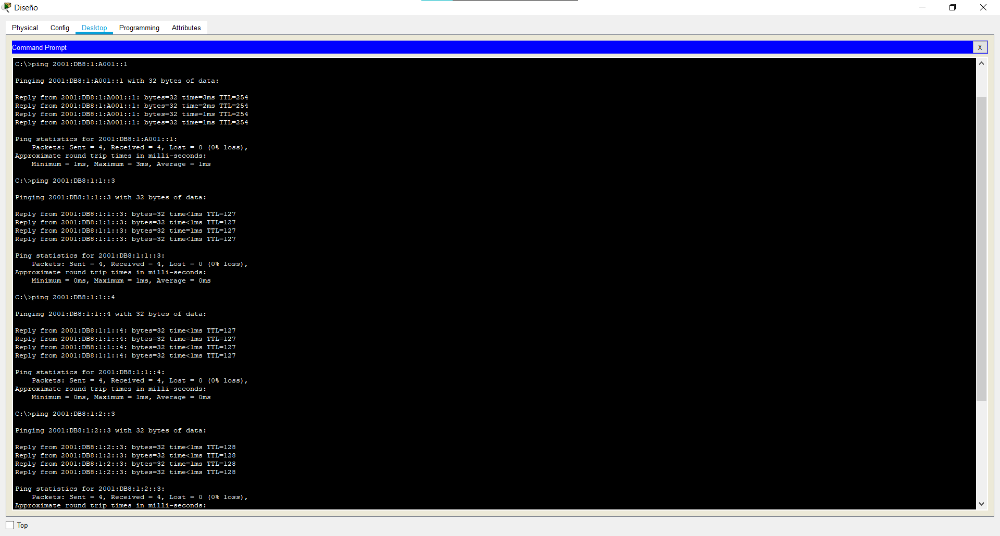 Diseño
Physical Config Desktop Programming Attributes
Command Prompt
X
C:\>ping 2001:DB8:1:A001::1
Pinging 2001:DB8:1:A001::1 with 32 bytes of data:
Reply from 2001:DB8:1:A001::1: bytes=32 time=3ms TTL=254
Reply from 2001:DB8:1:A001::1: bytes=32 time=2ms TTL=254
Reply from 2001:DB8:1:A001::1: bytes=32 time=1ms TTL=254
Reply from 2001:DB8:1:A001::1: bytes=32 time=1ms TTL=254
Ping statistics for 2001:DB8:1:A001::1:
Packets: Sent = 4, Received = 4, Lost = 0 (0% loss),
Approximate round trip times in milli-seconds:
Minimum = 1ms, Maximum = 3ms, Average = 1ms
C:\>ping 2001:DB8:1:1::3
Pinging 2001:DB8:1:1::3 with 32 bytes of data:
Reply from 2001:DB8:1:1::3: bytes=32 time<1ms TTL=127
Reply from 2001:DB8:1:1::3: bytes=32 time<1ms TTL=127
Reply from 2001:DB8:1:1::3: bytes=32 time=1ms TTL=127
Reply from 2001:DB8:1:1::3: bytes=32 time<1ms TTL=127
Ping statistics for 2001:DB8:1:1::3:
Packets: Sent = 4, Received = 4, Lost = 0 (0% loss),
Approximate round trip times in milli-seconds:
Minimum = 0ms, Maximum = 1ms, Average = 0ms
C:\>ping 2001:DB8:1:1::4
Pinging 2001:DB8:1:1::4 with 32 bytes of data:
Reply from 2001:DB8:1:1::4: bytes=32 time<1ms TTL=127
Reply from 2001:DB8:1:1::4: bytes=32 time=1ms TTL=127
Reply from 2001:DB8:1:1::4: bytes=32 time<1ms TTL=127
Reply from 2001:DB8:1:1::4: bytes=32 time<1ms TTL=127
Ping statistics for 2001:DB8:1:1::4:
Packets: Sent = 4, Received = 4, Lost = 0 (0% loss),
Approximate round trip times in milli-seconds:
Minimum = 0ms, Maximum = 1ms, Average = 0ms
C:\>ping 2001:DB8:1:2::3
Pinging 2001:DB8:1:2::3 with 32 bytes of data:
Reply from 2001:DB8:1:2::3: bytes=32 time<1ms TTL=128
Reply from 2001:DB8:1:2::3: bytes=32 time<1ms TTL=128
Reply from 2001:DB8:1:2::3: bytes=32 time=1ms TTL=128
Reply from 2001:DB8:1:2::3: bytes=32 time<1ms TTL=128
Ping statistics for 2001:DB8:1:2::3:
Packets: Sent = 4, Received = 4, Lost = 0 (0% loss),
Approximate round trip times in milli-seconds:
Top